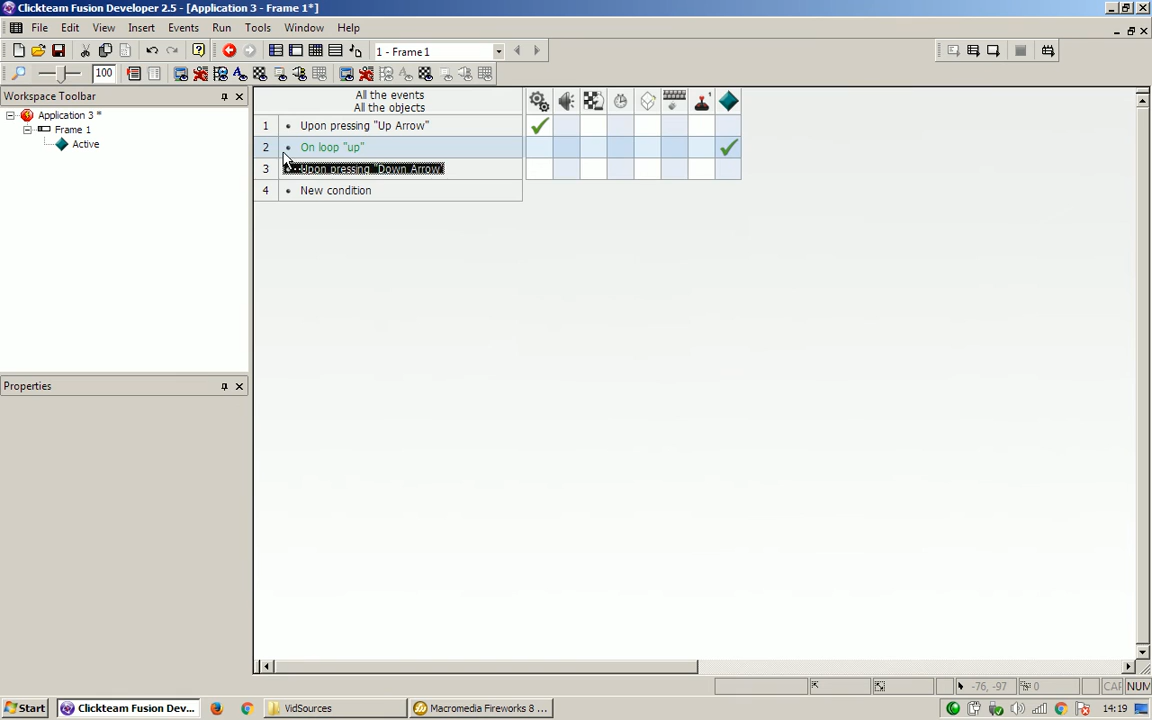 Clickteam Fusion Developer 2.5 - [Application 3 - Frame 1*]
File Edit View Insert Events Run Tools Window Help
1 - Frame 1
100
Workspace Toolbar
Application 3 *
Frame 1
Active
Properties
All the events
All the objects
1 Upon pressing "Up Arrow"
2 On loop "up"
3 Upon pressing "Down Arrow"
4 New condition
-76, -97
0
CAP NUM
Start
Clickteam Fusion Dev...
VidSources
Macromedia Fireworks 8 ...
14:19